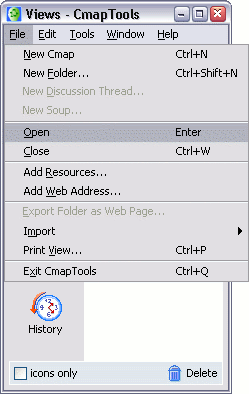 Views - CmapTools
File Edit Tools Window Help
New Cmap Ctrl+N
New Folder... Ctrl+Shift+N
New Discussion Thread...
New Soup...
Open Enter
Close Ctrl+W
Add Resources...
Add Web Address...
Export Folder as Web Page...
Import
Print View... Ctrl+P
Exit CmapTools Ctrl+Q
History
icons only Delete